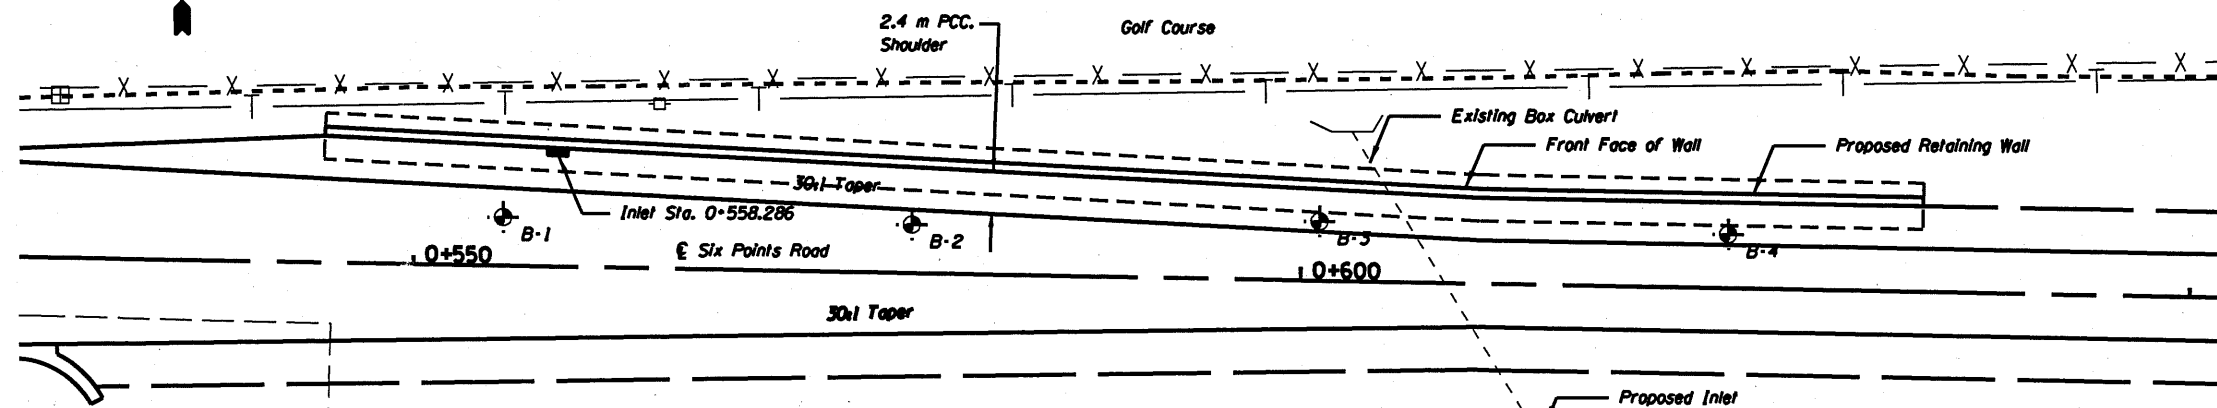 2.4 m PCC.
Shoulder
Golf Course
Existing Box Culvert
Front Face of Wall
Proposed Retaining Wall
30:1 Taper
Inlet Sta. 0+558.286
B-1
B-2
B-3
B-4
0+550
℄ Six Points Road
0+600
30:1 Taper
Proposed Inlet